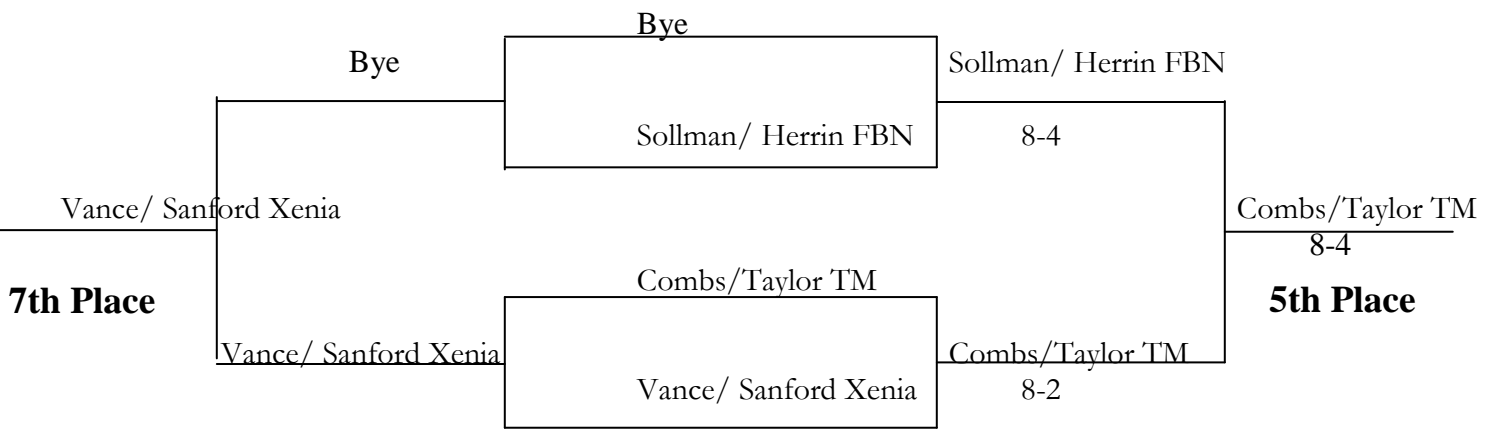 Bye
Bye
Sollman/ Herrin FBN
Sollman/ Herrin FBN
8-4
Vance/ Sanford Xenia
Combs/Taylor TM
8-4
Combs/Taylor TM
7th Place
5th Place
Vance/ Sanford Xenia
Combs/Taylor TM
Vance/ Sanford Xenia
8-2